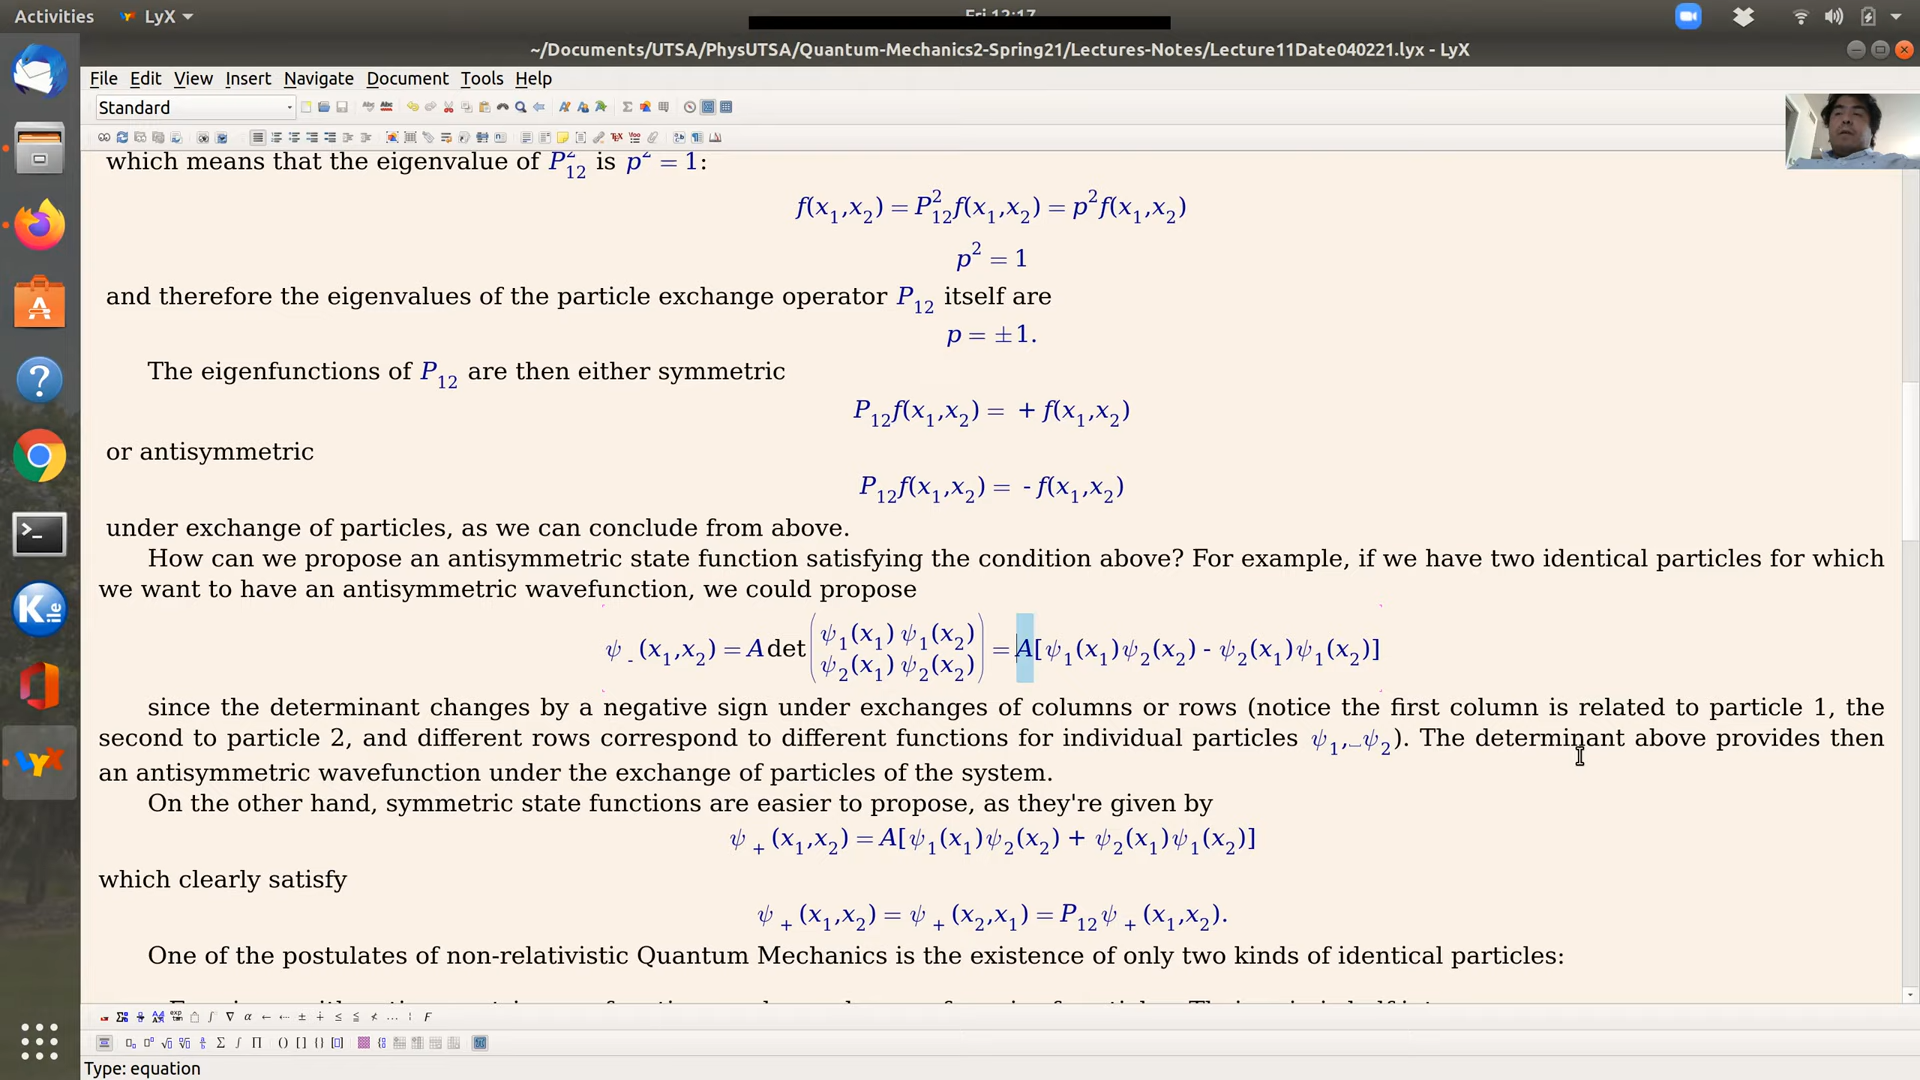 Activities LyX Fri 12:17
~/Documents/UTSA/PhysUTSA/Quantum-Mechanics2-Spring21/Lectures-Notes/Lecture11Date040221.lyx - LyX
File Edit View Insert Navigate Document Tools Help
Standard
which means that the eigenvalue of P₁₂² is p² = 1:
f(x₁,x₂) = P₁₂²f(x₁,x₂) = p²f(x₁,x₂)
p² = 1
and therefore the eigenvalues of the particle exchange operator P₁₂ itself are
p = ±1.
The eigenfunctions of P₁₂ are then either symmetric
P₁₂f(x₁,x₂) = + f(x₁,x₂)
or antisymmetric
P₁₂f(x₁,x₂) = - f(x₁,x₂)
under exchange of particles, as we can conclude from above.
How can we propose an antisymmetric state function satisfying the condition above? For example, if we have two identical particles for which
we want to have an antisymmetric wavefunction, we could propose
ψ₋(x₁,x₂) = A det ( ψ₁(x₁) ψ₁(x₂) ψ₂(x₁) ψ₂(x₂) ) = A[ψ₁(x₁)ψ₂(x₂) - ψ₂(x₁)ψ₁(x₂)]
since the determinant changes by a negative sign under exchanges of columns or rows (notice the first column is related to particle 1, the
second to particle 2, and different rows correspond to different functions for individual particles ψ₁,␣ψ₂). The determinant above provides then
an antisymmetric wavefunction under the exchange of particles of the system.
On the other hand, symmetric state functions are easier to propose, as they're given by
ψ₊(x₁,x₂) = A[ψ₁(x₁)ψ₂(x₂) + ψ₂(x₁)ψ₁(x₂)]
which clearly satisfy
ψ₊(x₁,x₂) = ψ₊(x₂,x₁) = P₁₂ψ₊(x₁,x₂).
One of the postulates of non-relativistic Quantum Mechanics is the existence of only two kinds of identical particles:
Type: equation